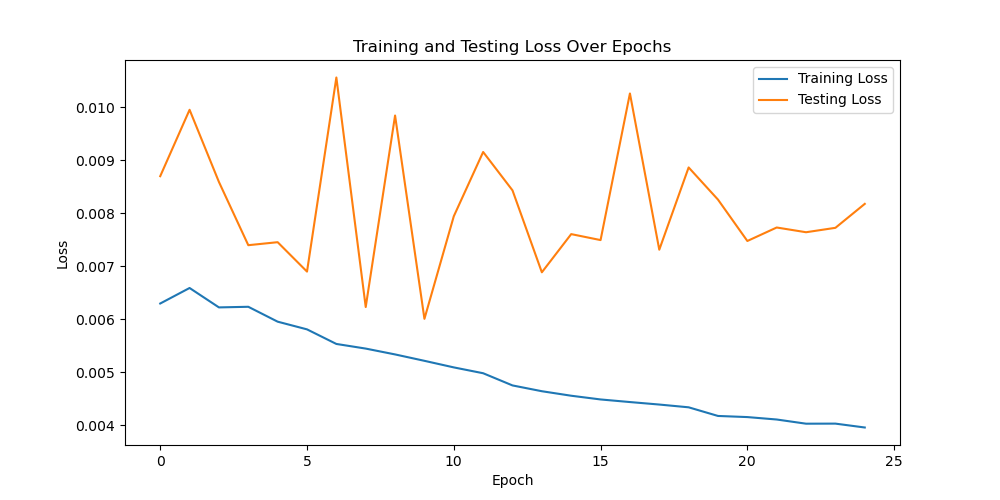 Training and Testing Loss Over Epochs
Training Loss
Testing Loss
0.010
0.009
0.008
0.007
0.006
0.005
0.004
Loss
0 5 10 15 20 25
Epoch